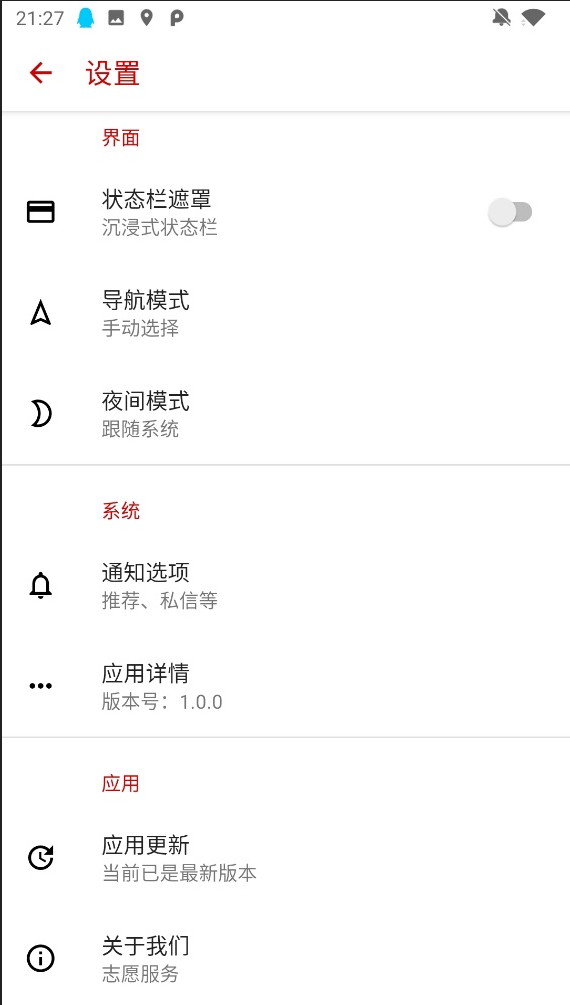 21:27
设置
界面
状态栏遮罩
沉浸式状态栏
导航模式
手动选择
夜间模式
跟随系统
系统
通知选项
推荐、私信等
应用详情
版本号：1.0.0
应用
应用更新
当前已是最新版本
关于我们
志愿服务